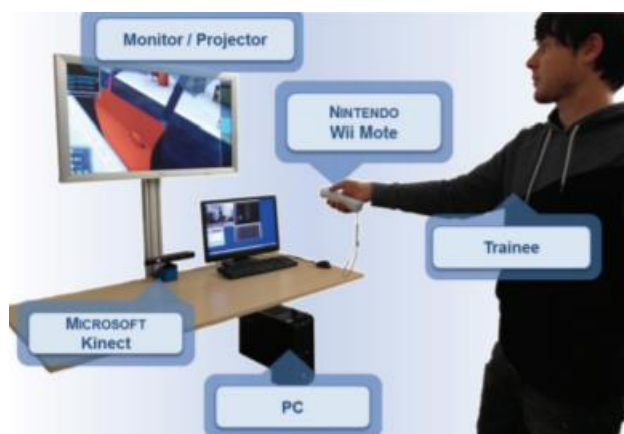 Monitor / Projector
NINTENDO
Wii Mote
Trainee
MICROSOFT
Kinect
PC